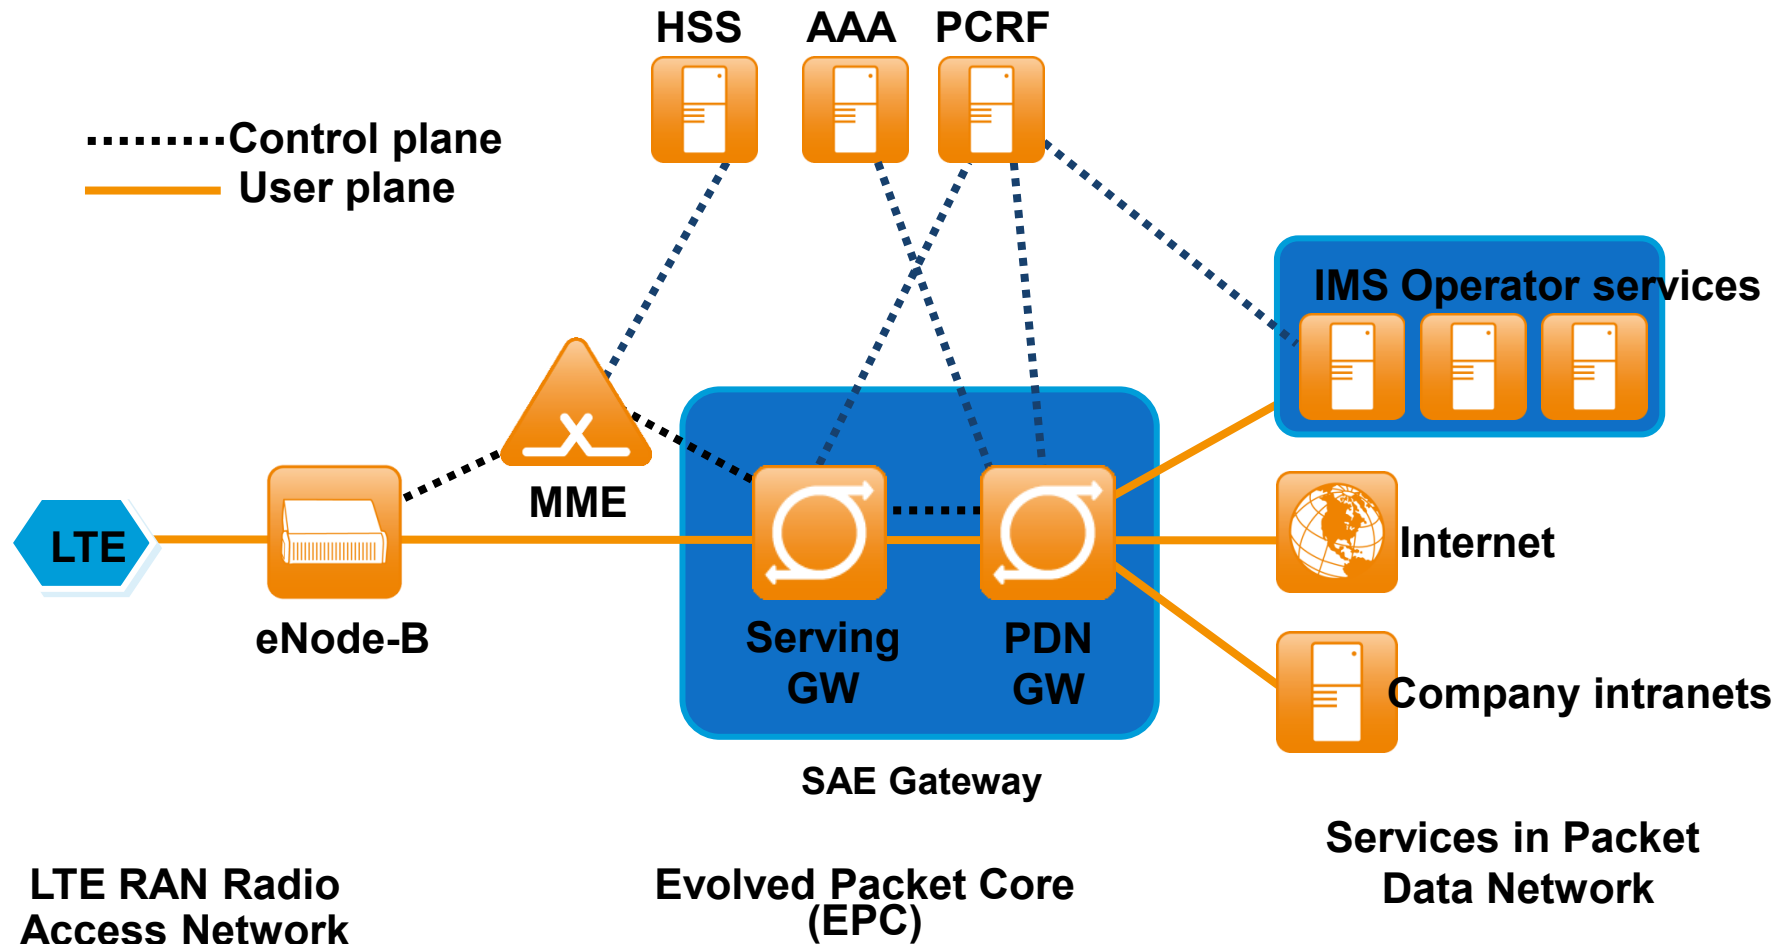 HSS
AAA
PCRF
Control plane
User plane
IMS Operator services
MME
LTE
Internet
eNode-B
Serving
GW
PDN
GW
Company intranets
SAE Gateway
Services in Packet
Data Network
LTE RAN Radio
Access Network
Evolved Packet Core
(EPC)